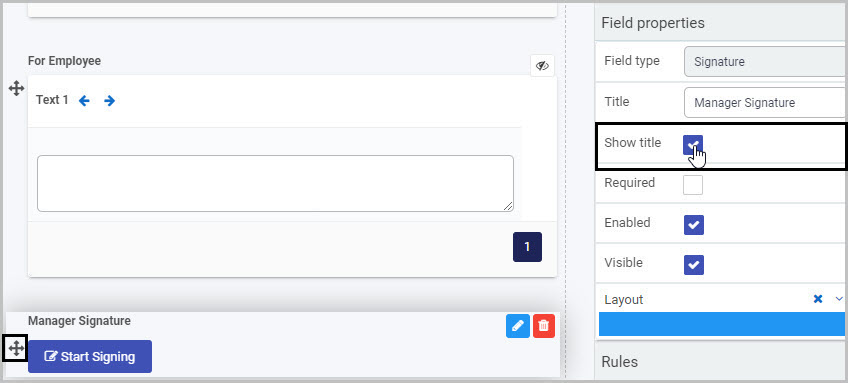 For Employee
Text 1
1
Manager Signature
Start Signing
Field properties
Field type
Signature
Title
Manager Signature
Show title
Required
Enabled
Visible
Layout
Rules